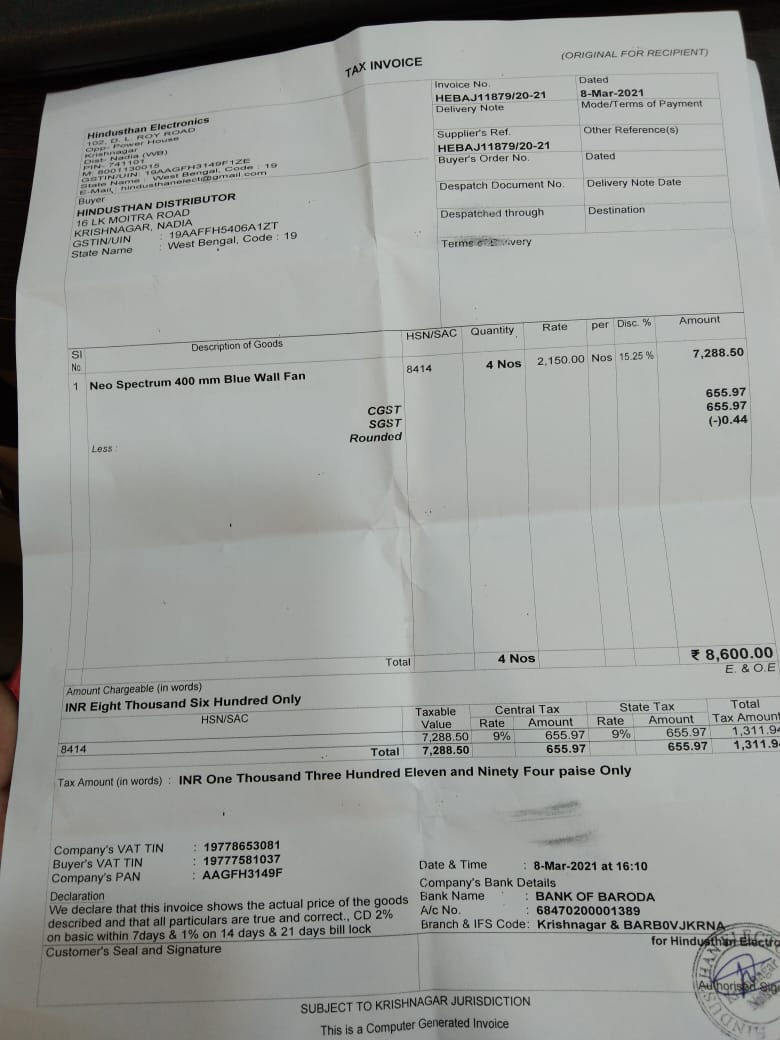 TAX INVOICE
(ORIGINAL FOR RECIPIENT)
Hindusthan Electronics
102, D. L. ROY ROAD
Opp- Power House
Krishnagar
Dist- Nadia (WB)
PIN- 741101
M: 8001130015
GSTIN/UIN: 19AAGFH3149F1ZE
State Name : West Bengal, Code : 19
E-Mail : hindusthanelect@gmail.com
Buyer
HINDUSTHAN DISTRIBUTOR
16 LK MOITRA ROAD
KRISHNAGAR, NADIA
GSTIN/UIN : 19AAFFH5406A1ZT
State Name : West Bengal, Code : 19
Invoice No. Dated
HEBAJ11879/20-21 8-Mar-2021
Delivery Note Mode/Terms of Payment
Supplier's Ref. Other Reference(s)
HEBAJ11879/20-21
Buyer's Order No. Dated
Despatch Document No. Delivery Note Date
Despatched through Destination
Terms of Delivery
Sl No. Description of Goods HSN/SAC Quantity Rate per Disc. % Amount
1 Neo Spectrum 400 mm Blue Wall Fan 8414 4 Nos 2,150.00 Nos 15.25 % 7,288.50
CGST 655.97
SGST 655.97
Less : Rounded (-)0.44
Total 4 Nos ₹ 8,600.00
Amount Chargeable (in words) E. & O.E
INR Eight Thousand Six Hundred Only
HSN/SAC Taxable Value Central Tax State Tax Total Tax Amount
Rate Amount Rate Amount
8414 7,288.50 9% 655.97 9% 655.97 1,311.94
Total 7,288.50 655.97 655.97 1,311.9
Tax Amount (in words) : INR One Thousand Three Hundred Eleven and Ninety Four paise Only
Company's VAT TIN : 19778653081
Buyer's VAT TIN : 19777581037
Company's PAN : AAGFH3149F
Declaration
We declare that this invoice shows the actual price of the goods
described and that all particulars are true and correct., CD 2%
on basic within 7days & 1% on 14 days & 21 days bill lock
Date & Time : 8-Mar-2021 at 16:10
Company's Bank Details
Bank Name : BANK OF BARODA
A/c No. : 68470200001389
Branch & IFS Code: Krishnagar & BARB0VJKRNA
Customer's Seal and Signature
for Hindusthan Electro
Authorised Sig
SUBJECT TO KRISHNAGAR JURISDICTION
This is a Computer Generated Invoice